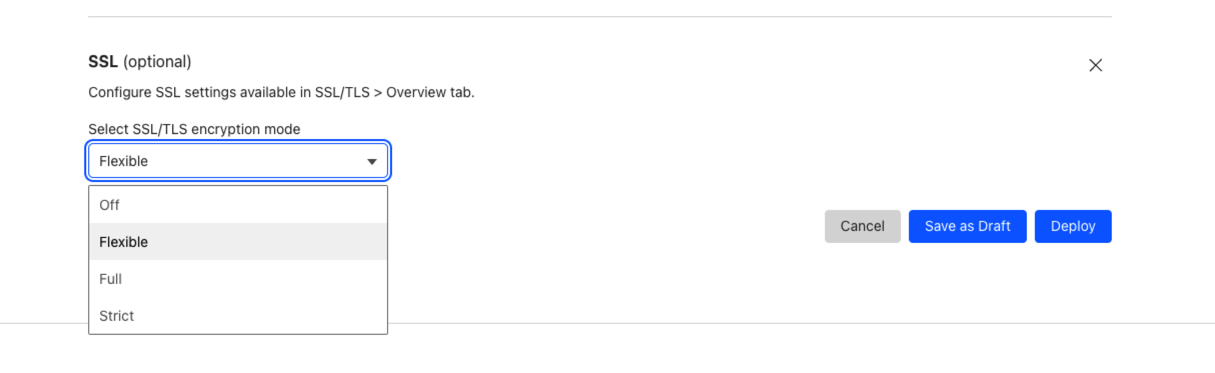 SSL (optional)
Configure SSL settings available in SSL/TLS > Overview tab.
Select SSL/TLS encryption mode
Flexible
Off
Flexible
Full
Strict
Cancel
Save as Draft
Deploy